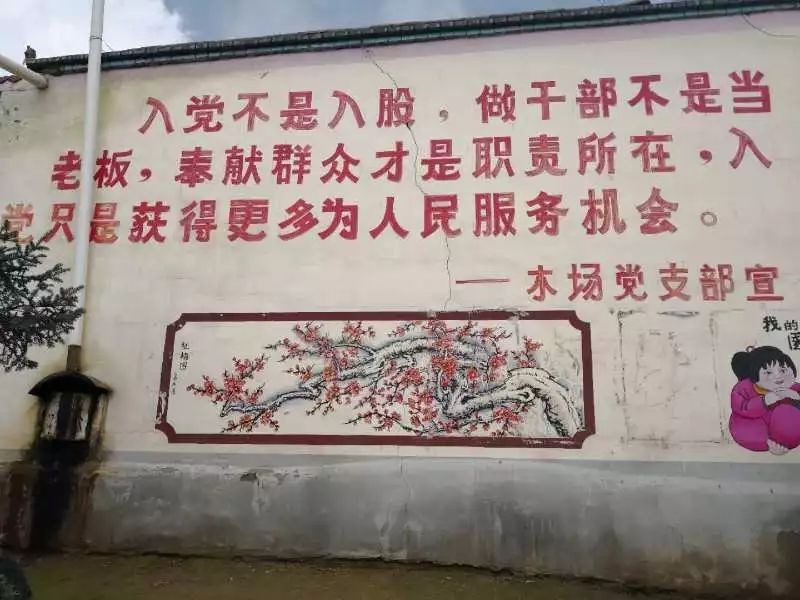 入党不是入股，做干部不是当
老板，奉献群众才是职责所在，入
党只是获得更多为人民服务机会。
—木场党支部宣
我的